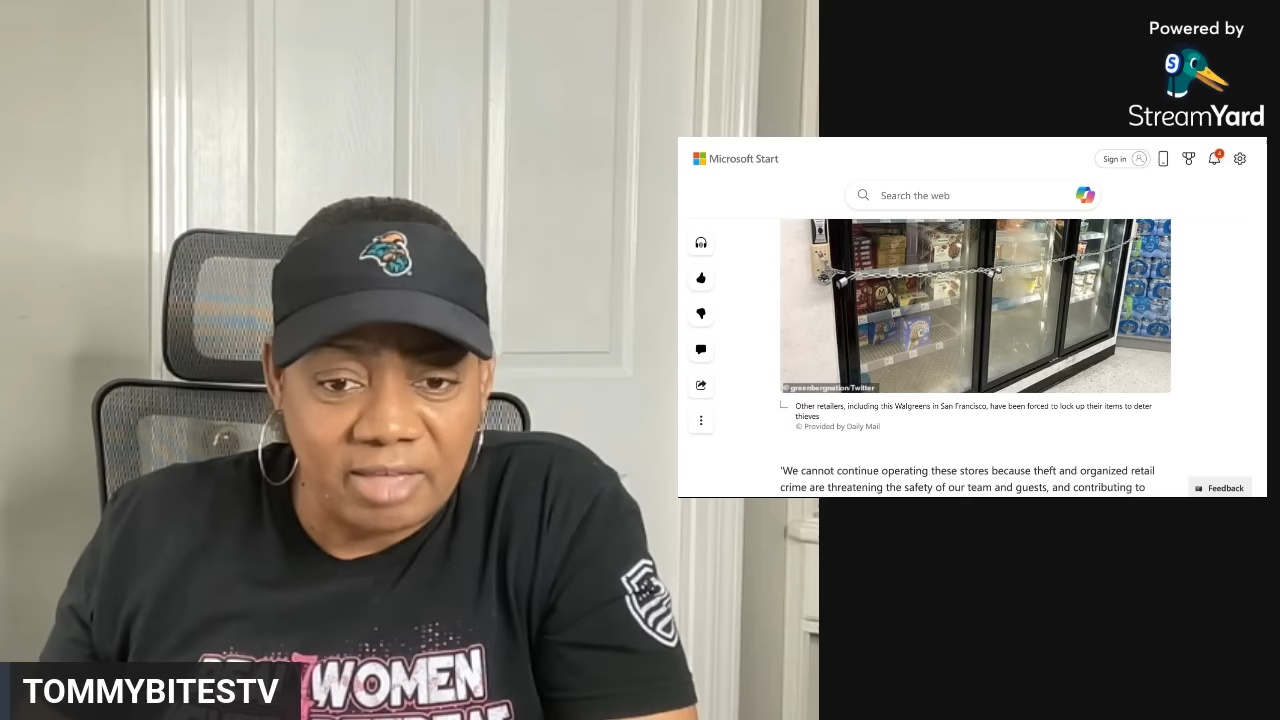 Powered by
StreamYard
Microsoft Start
Sign in
4
Search the web
© greenbergnation/Twitter
Other retailers, including this Walgreens in San Francisco, have been forced to lock up their items to deter
thieves
© Provided by Daily Mail
'We cannot continue operating these stores because theft and organized retail
crime are threatening the safety of our team and guests, and contributing to
Feedback
WOMEN
TOMMYBITESTV